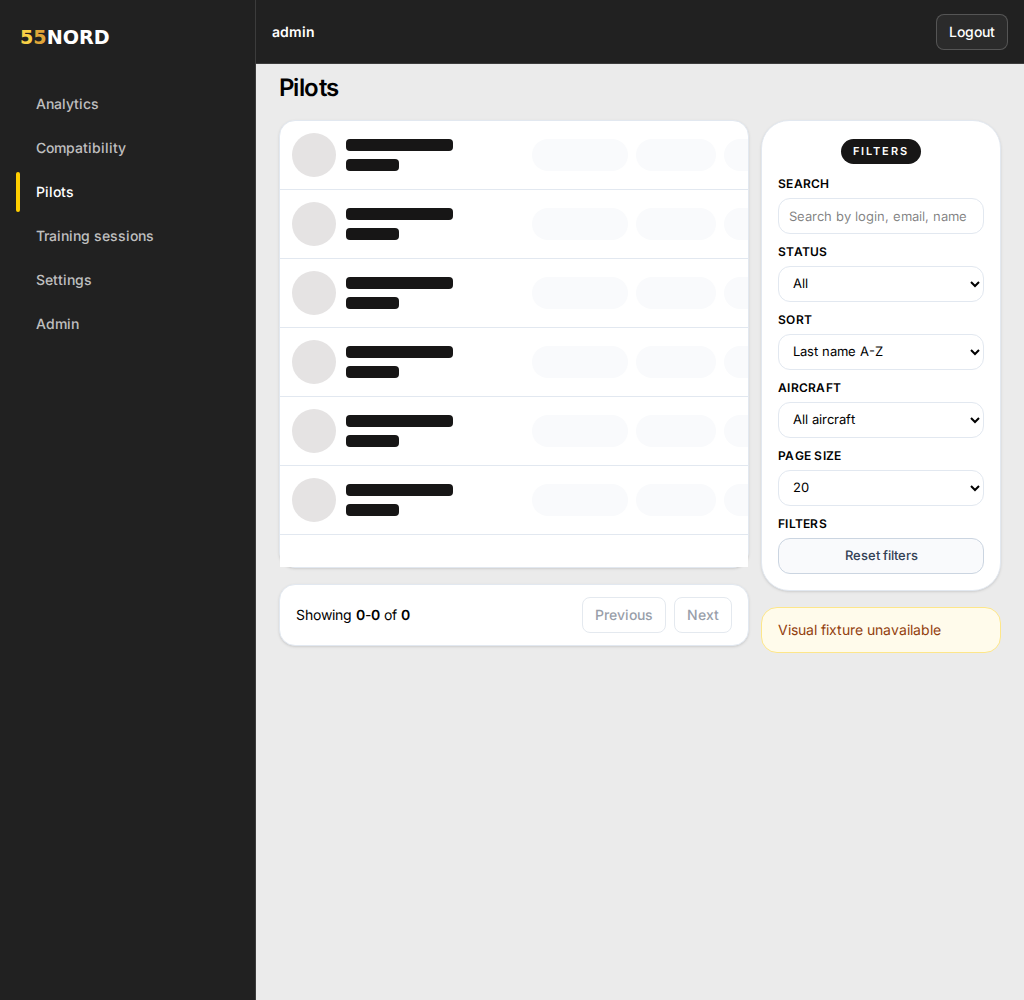 55NORD
admin
Logout
Analytics
Compatibility
Pilots
Training sessions
Settings
Admin
Pilots
FILTERS
SEARCH
Search by login, email, name
STATUS
All
SORT
Last name A-Z
AIRCRAFT
All aircraft
PAGE SIZE
20
FILTERS
Reset filters
Showing 0-0 of 0
Previous
Next
Visual fixture unavailable